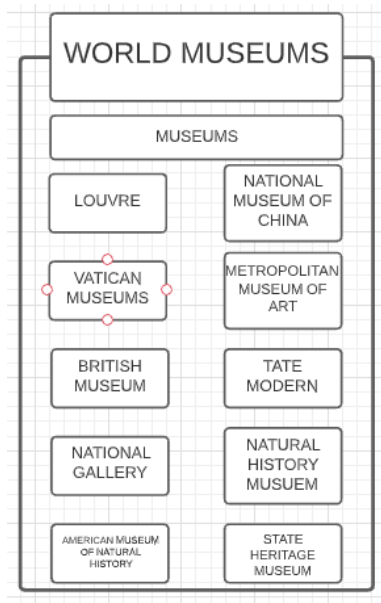 WORLD MUSEUMS
MUSEUMS
LOUVRE
NATIONAL
MUSEUM OF
CHINA
VATICAN
MUSEUMS
METROPOLITAN
MUSEUM OF
ART
BRITISH
MUSEUM
TATE
MODERN
NATIONAL
GALLERY
NATURAL
HISTORY
MUSUEM
AMERICAN MUSEUM
OF NATURAL
HISTORY
STATE
HERITAGE
MUSEUM